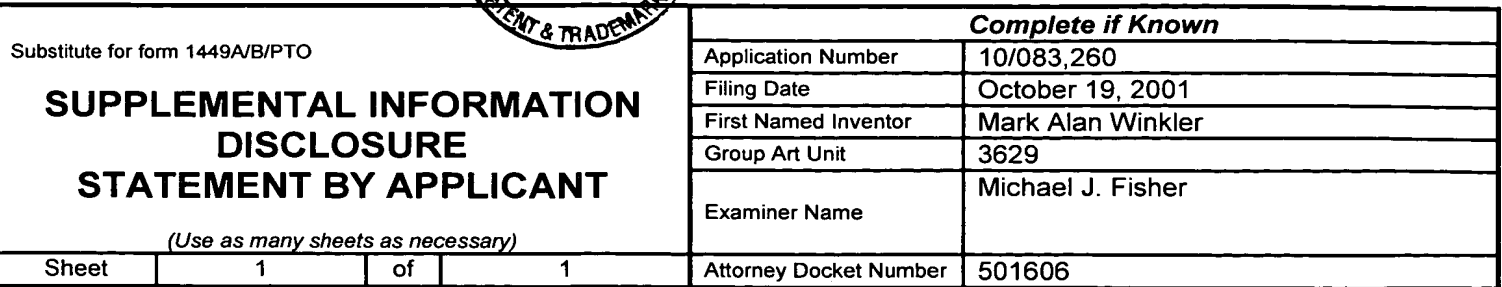 PATENT & TRADEMARK
Substitute for form 1449A/B/PTO
SUPPLEMENTAL INFORMATION
DISCLOSURE
STATEMENT BY APPLICANT
(Use as many sheets as necessary)
Sheet 1 of 1
Complete if Known
Application Number 10/083,260
Filing Date October 19, 2001
First Named Inventor Mark Alan Winkler
Group Art Unit 3629
Examiner Name Michael J. Fisher
Attorney Docket Number 501606